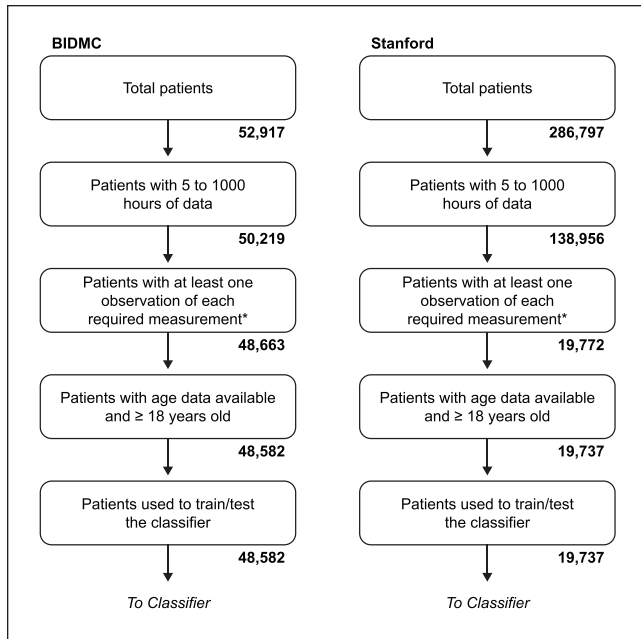 BIDMC
Total patients
52,917
Patients with 5 to 1000
hours of data
50,219
Patients with at least one
observation of each
required measurement*
48,663
Patients with age data available
and ≥ 18 years old
48,582
Patients used to train/test
the classifier
48,582
To Classifier
Stanford
Total patients
286,797
Patients with 5 to 1000
hours of data
138,956
Patients with at least one
observation of each
required measurement*
19,772
Patients with age data available
and ≥ 18 years old
19,737
Patients used to train/test
the classifier
19,737
To Classifier